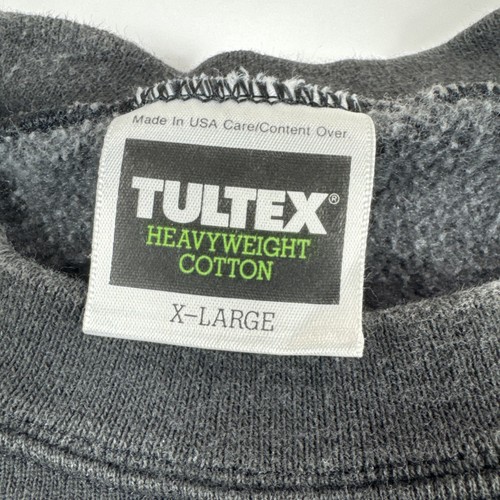 Made In USA Care/Content Over
TULTEX®
HEAVYWEIGHT
COTTON
X-LARGE